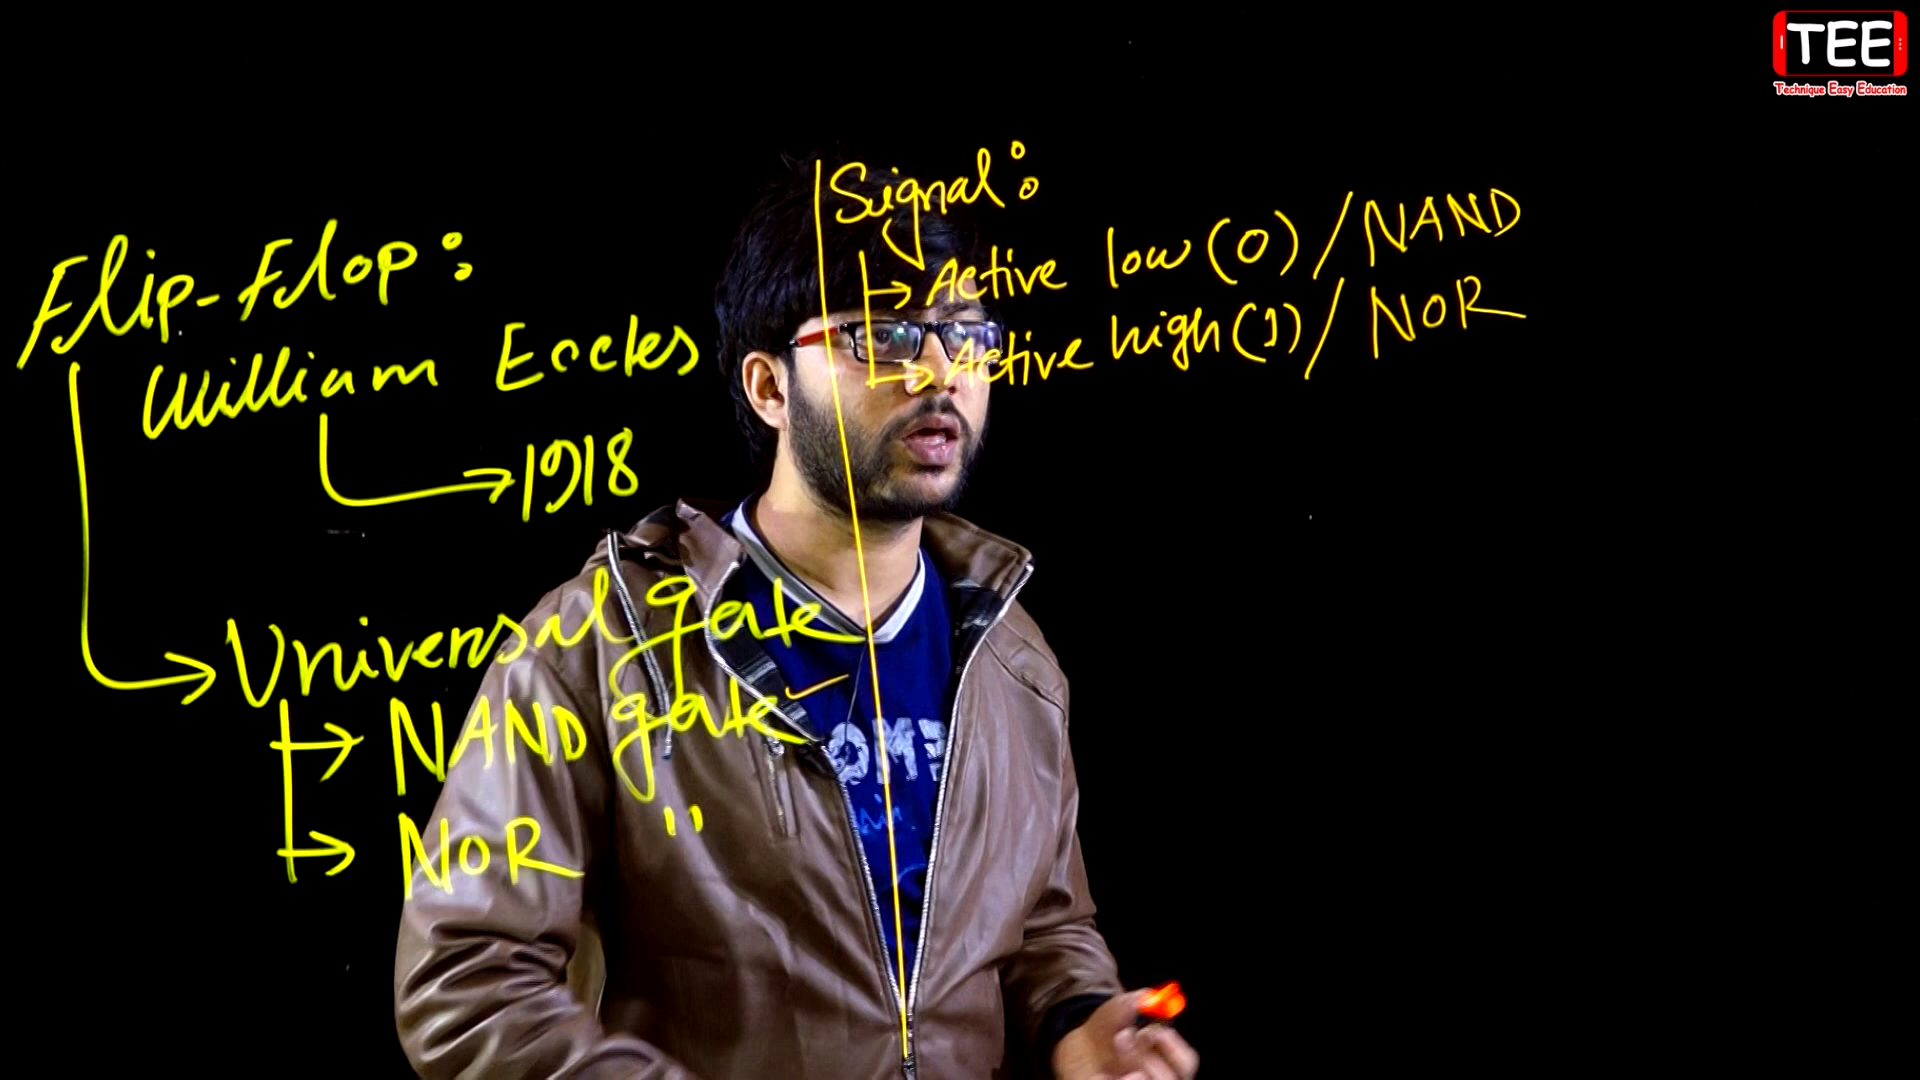 TEE
Technique Easy Education
Flip-Flop:
William Eccles
→ 1918
→ Universal gate
→ NAND gate ✓
→ NOR "
Signal:
→ Active low (0) / NAND
→ Active high (1) / NOR